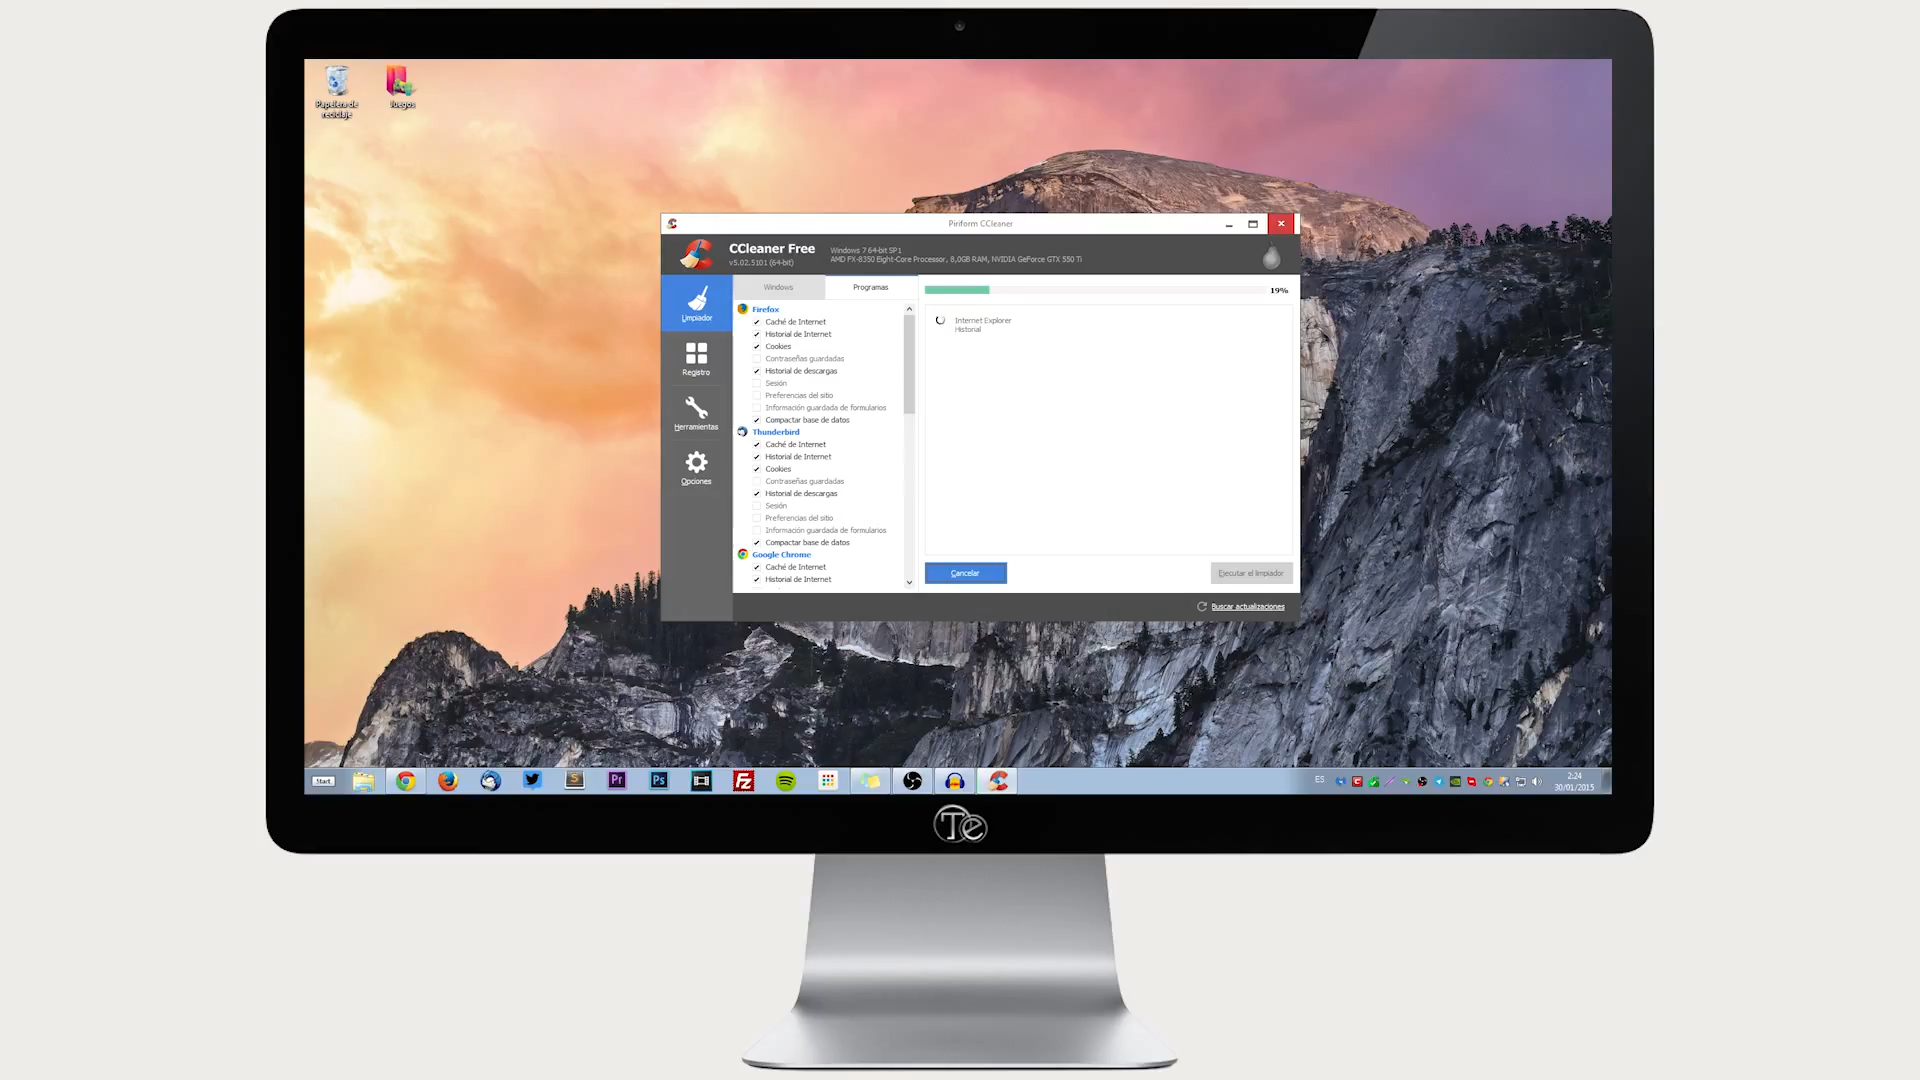 Papelera de
reciclaje
Juegos
Piriform CCleaner
CCleaner Free
v5.02.5101 (64-bit)
Windows 7 64-bit SP1
AMD FX-8350 Eight-Core Processor, 8,0GB RAM, NVIDIA GeForce GTX 550 Ti
Limpiador
Registro
Herramientas
Opciones
Windows
Programas
Firefox
Caché de Internet
Historial de Internet
Cookies
Contraseñas guardadas
Historial de descargas
Sesión
Preferencias del sitio
Información guardada de formularios
Compactar base de datos
Thunderbird
Caché de Internet
Historial de Internet
Cookies
Contraseñas guardadas
Historial de descargas
Sesión
Preferencias del sitio
Información guardada de formularios
Compactar base de datos
Google Chrome
Caché de Internet
Historial de Internet
19%
Internet Explorer
Historial
Cancelar
Ejecutar el limpiador
Buscar actualizaciones
Start
Pr
Ps
Fz
ES
2:24
30/01/2015
Te